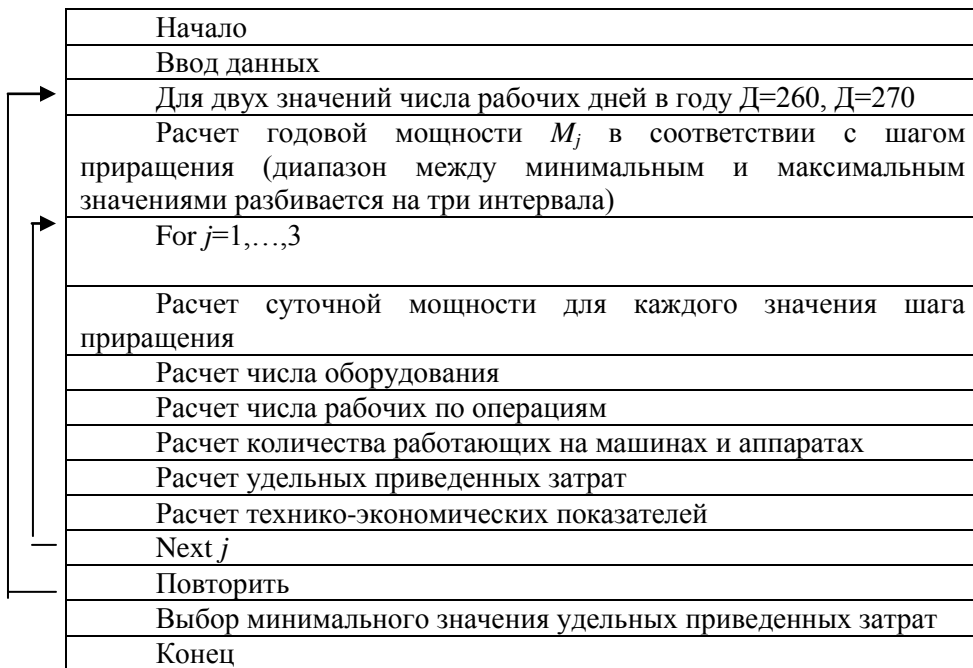 Начало
Ввод данных
Для двух значений числа рабочих дней в году Д=260, Д=270
Расчет годовой мощности Mj в соответствии с шагом
приращения (диапазон между минимальным и максимальным
значениями разбивается на три интервала)
For j=1,…,3
Расчет суточной мощности для каждого значения шага
приращения
Расчет числа оборудования
Расчет числа рабочих по операциям
Расчет количества работающих на машинах и аппаратах
Расчет удельных приведенных затрат
Расчет технико-экономических показателей
Next j
Повторить
Выбор минимального значения удельных приведенных затрат
Конец